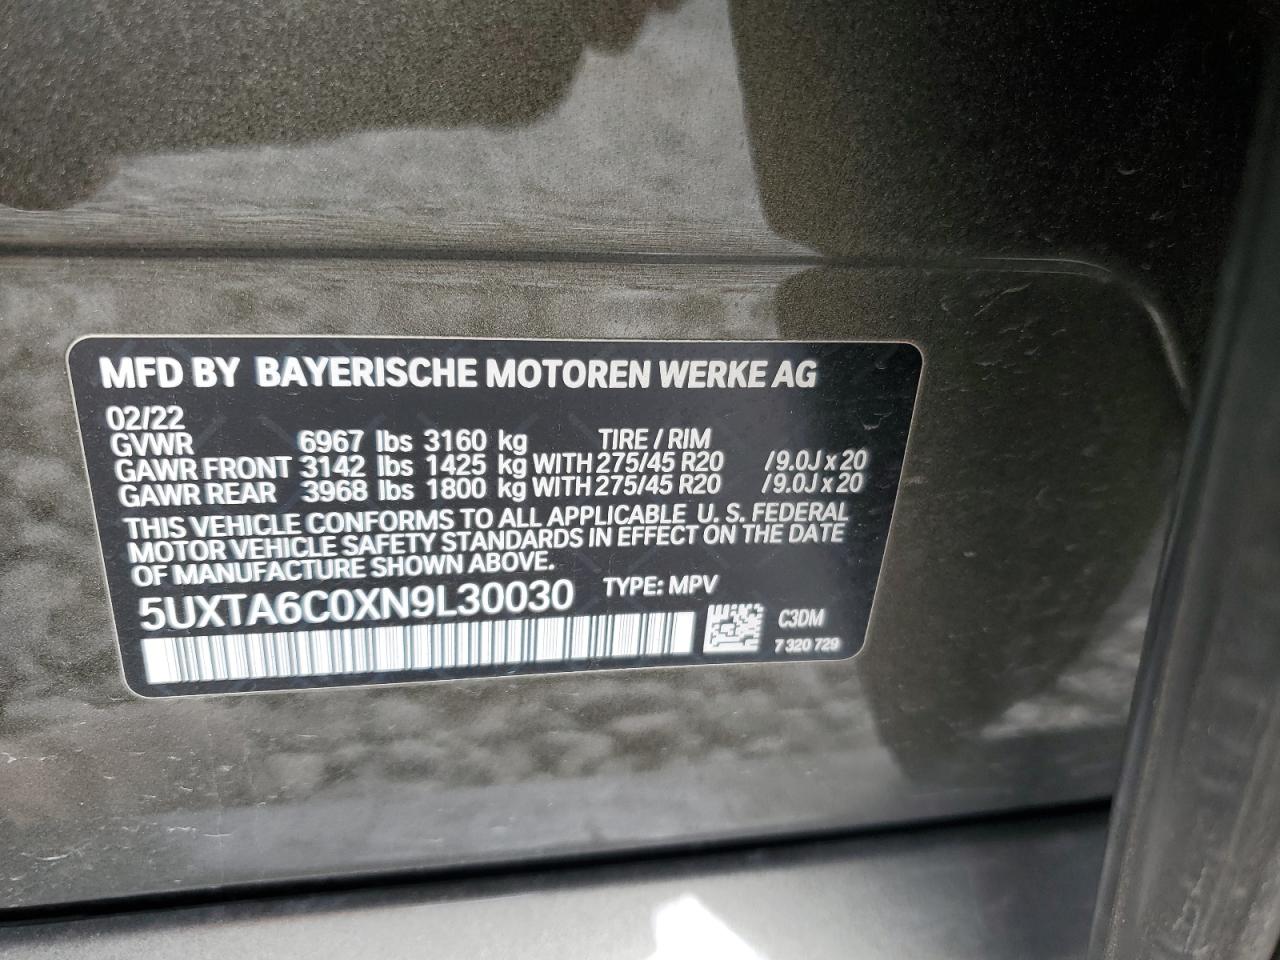 MFD BY BAYERISCHE MOTOREN WERKE AG
02/22
GVWR 6967 lbs 3160 kg TIRE / RIM
GAWR FRONT 3142 lbs 1425 kg WITH 275/45 R20 /9.0J x 20
GAWR REAR 3968 lbs 1800 kg WITH 275/45 R20 /9.0J x 20
THIS VEHICLE CONFORMS TO ALL APPLICABLE U. S. FEDERAL
MOTOR VEHICLE SAFETY STANDARDS IN EFFECT ON THE DATE
OF MANUFACTURE SHOWN ABOVE.
5UXTA6C0XN9L30030 TYPE: MPV
C3DM
7 320 729